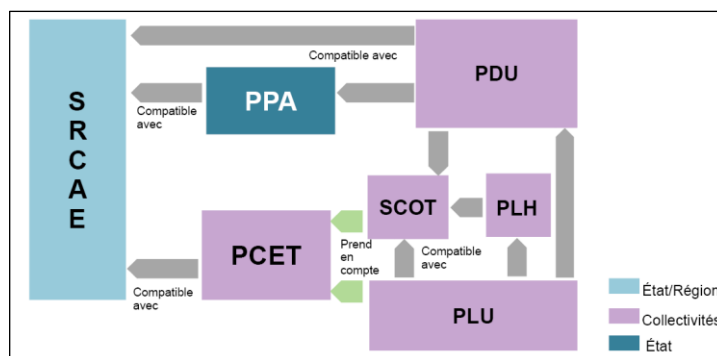 S
R
C
A
E
Compatible avec
PDU
PPA
Compatible
avec
SCOT
PLH
PCET
Prend
en
compte
Compatible
avec
Compatible
avec
PLU
État/Région
Collectivités
État